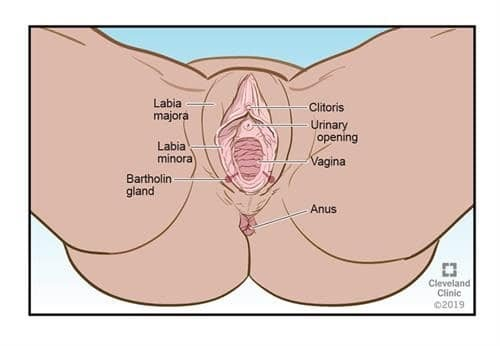 Labia
majora
Clitoris
Urinary
opening
Labia
minora
Vagina
Bartholin
gland
Anus
Cleveland
Clinic
©2019